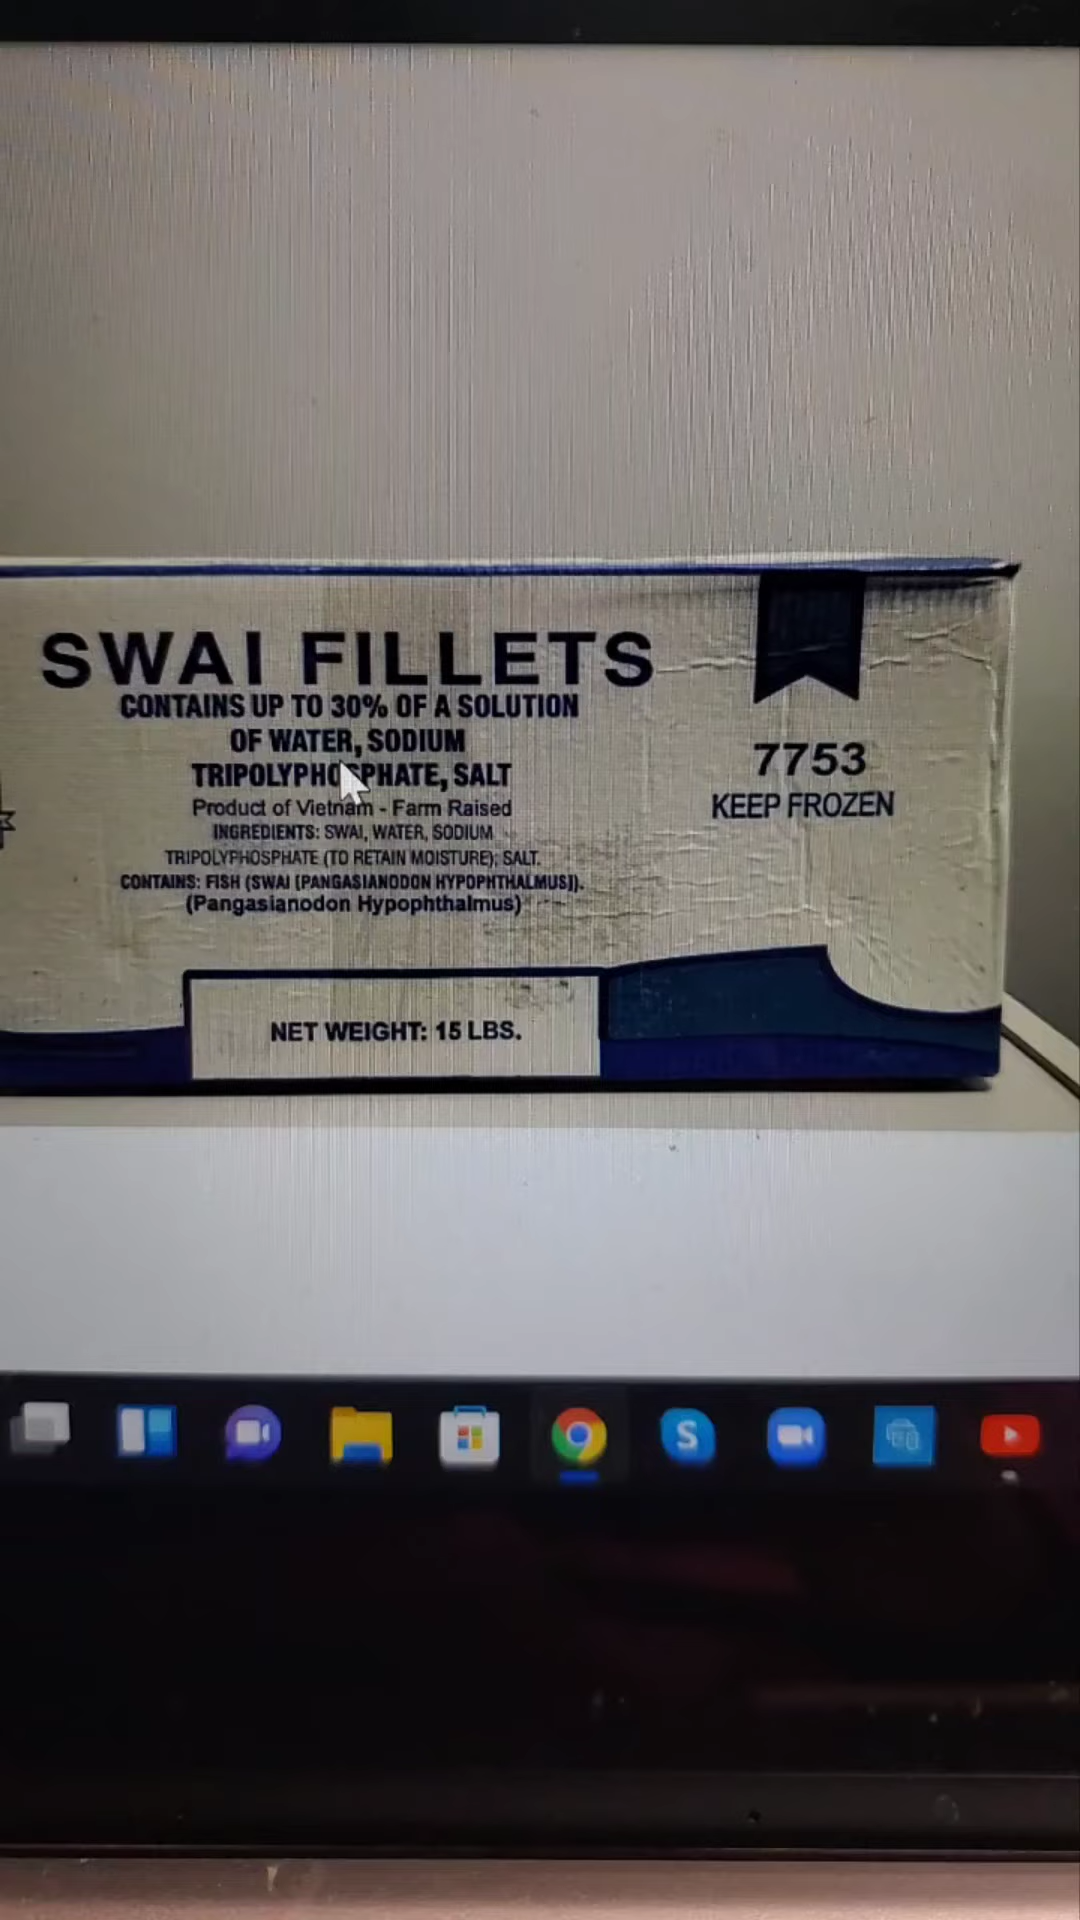 SWAI FILLETS
CONTAINS UP TO 30% OF A SOLUTION
OF WATER, SODIUM
TRIPOLYPHOSPHATE, SALT
Product of Vietnam - Farm Raised
INGREDIENTS: SWAI, WATER, SODIUM
TRIPOLYPHOSPHATE (TO RETAIN MOISTURE), SALT.
CONTAINS: FISH (SWAI [PANGASIANODON HYPOPHTHALMUS]).
(Pangasianodon Hypophthalmus)
7753
KEEP FROZEN
NET WEIGHT: 15 LBS.
S